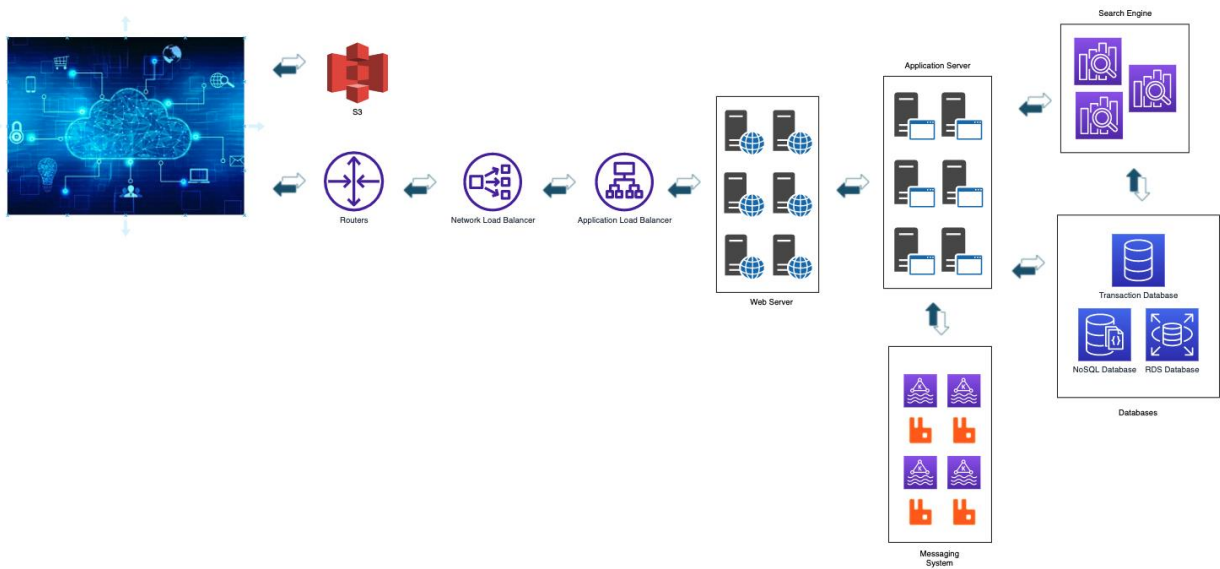 Search Engine
Application Server
S3
Routers
Network Load Balancer
Application Load Balancer
Web Server
Transaction Database
NoSQL Database
RDS Database
Databases
Messaging
System